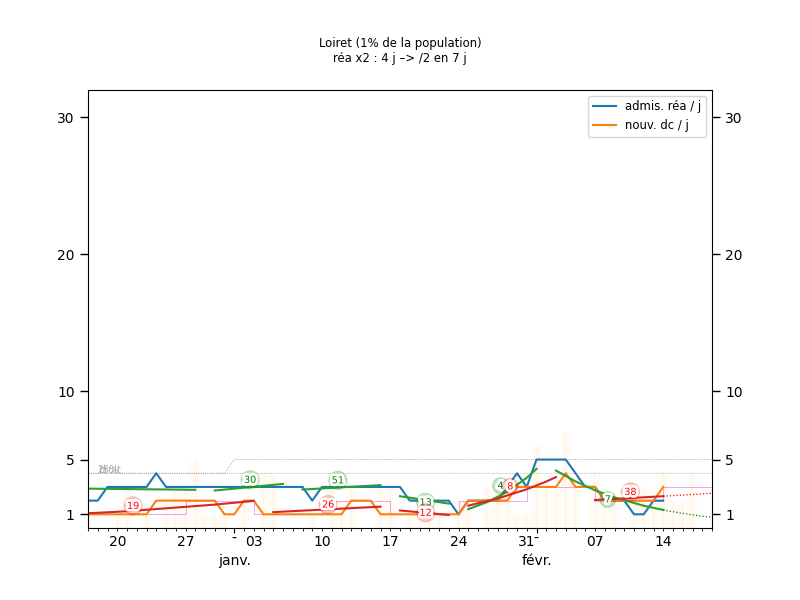 Loiret (1% de la population)
réa x2 : 4 j –> /2 en 7 j
admis. réa / j
nouv. dc / j
30 30
20 20
10 10
5 5
1 1
30 51 4 8 38
19 26 13 7
12
20 27 03 10 17 24 31 07 14
janv. févr.